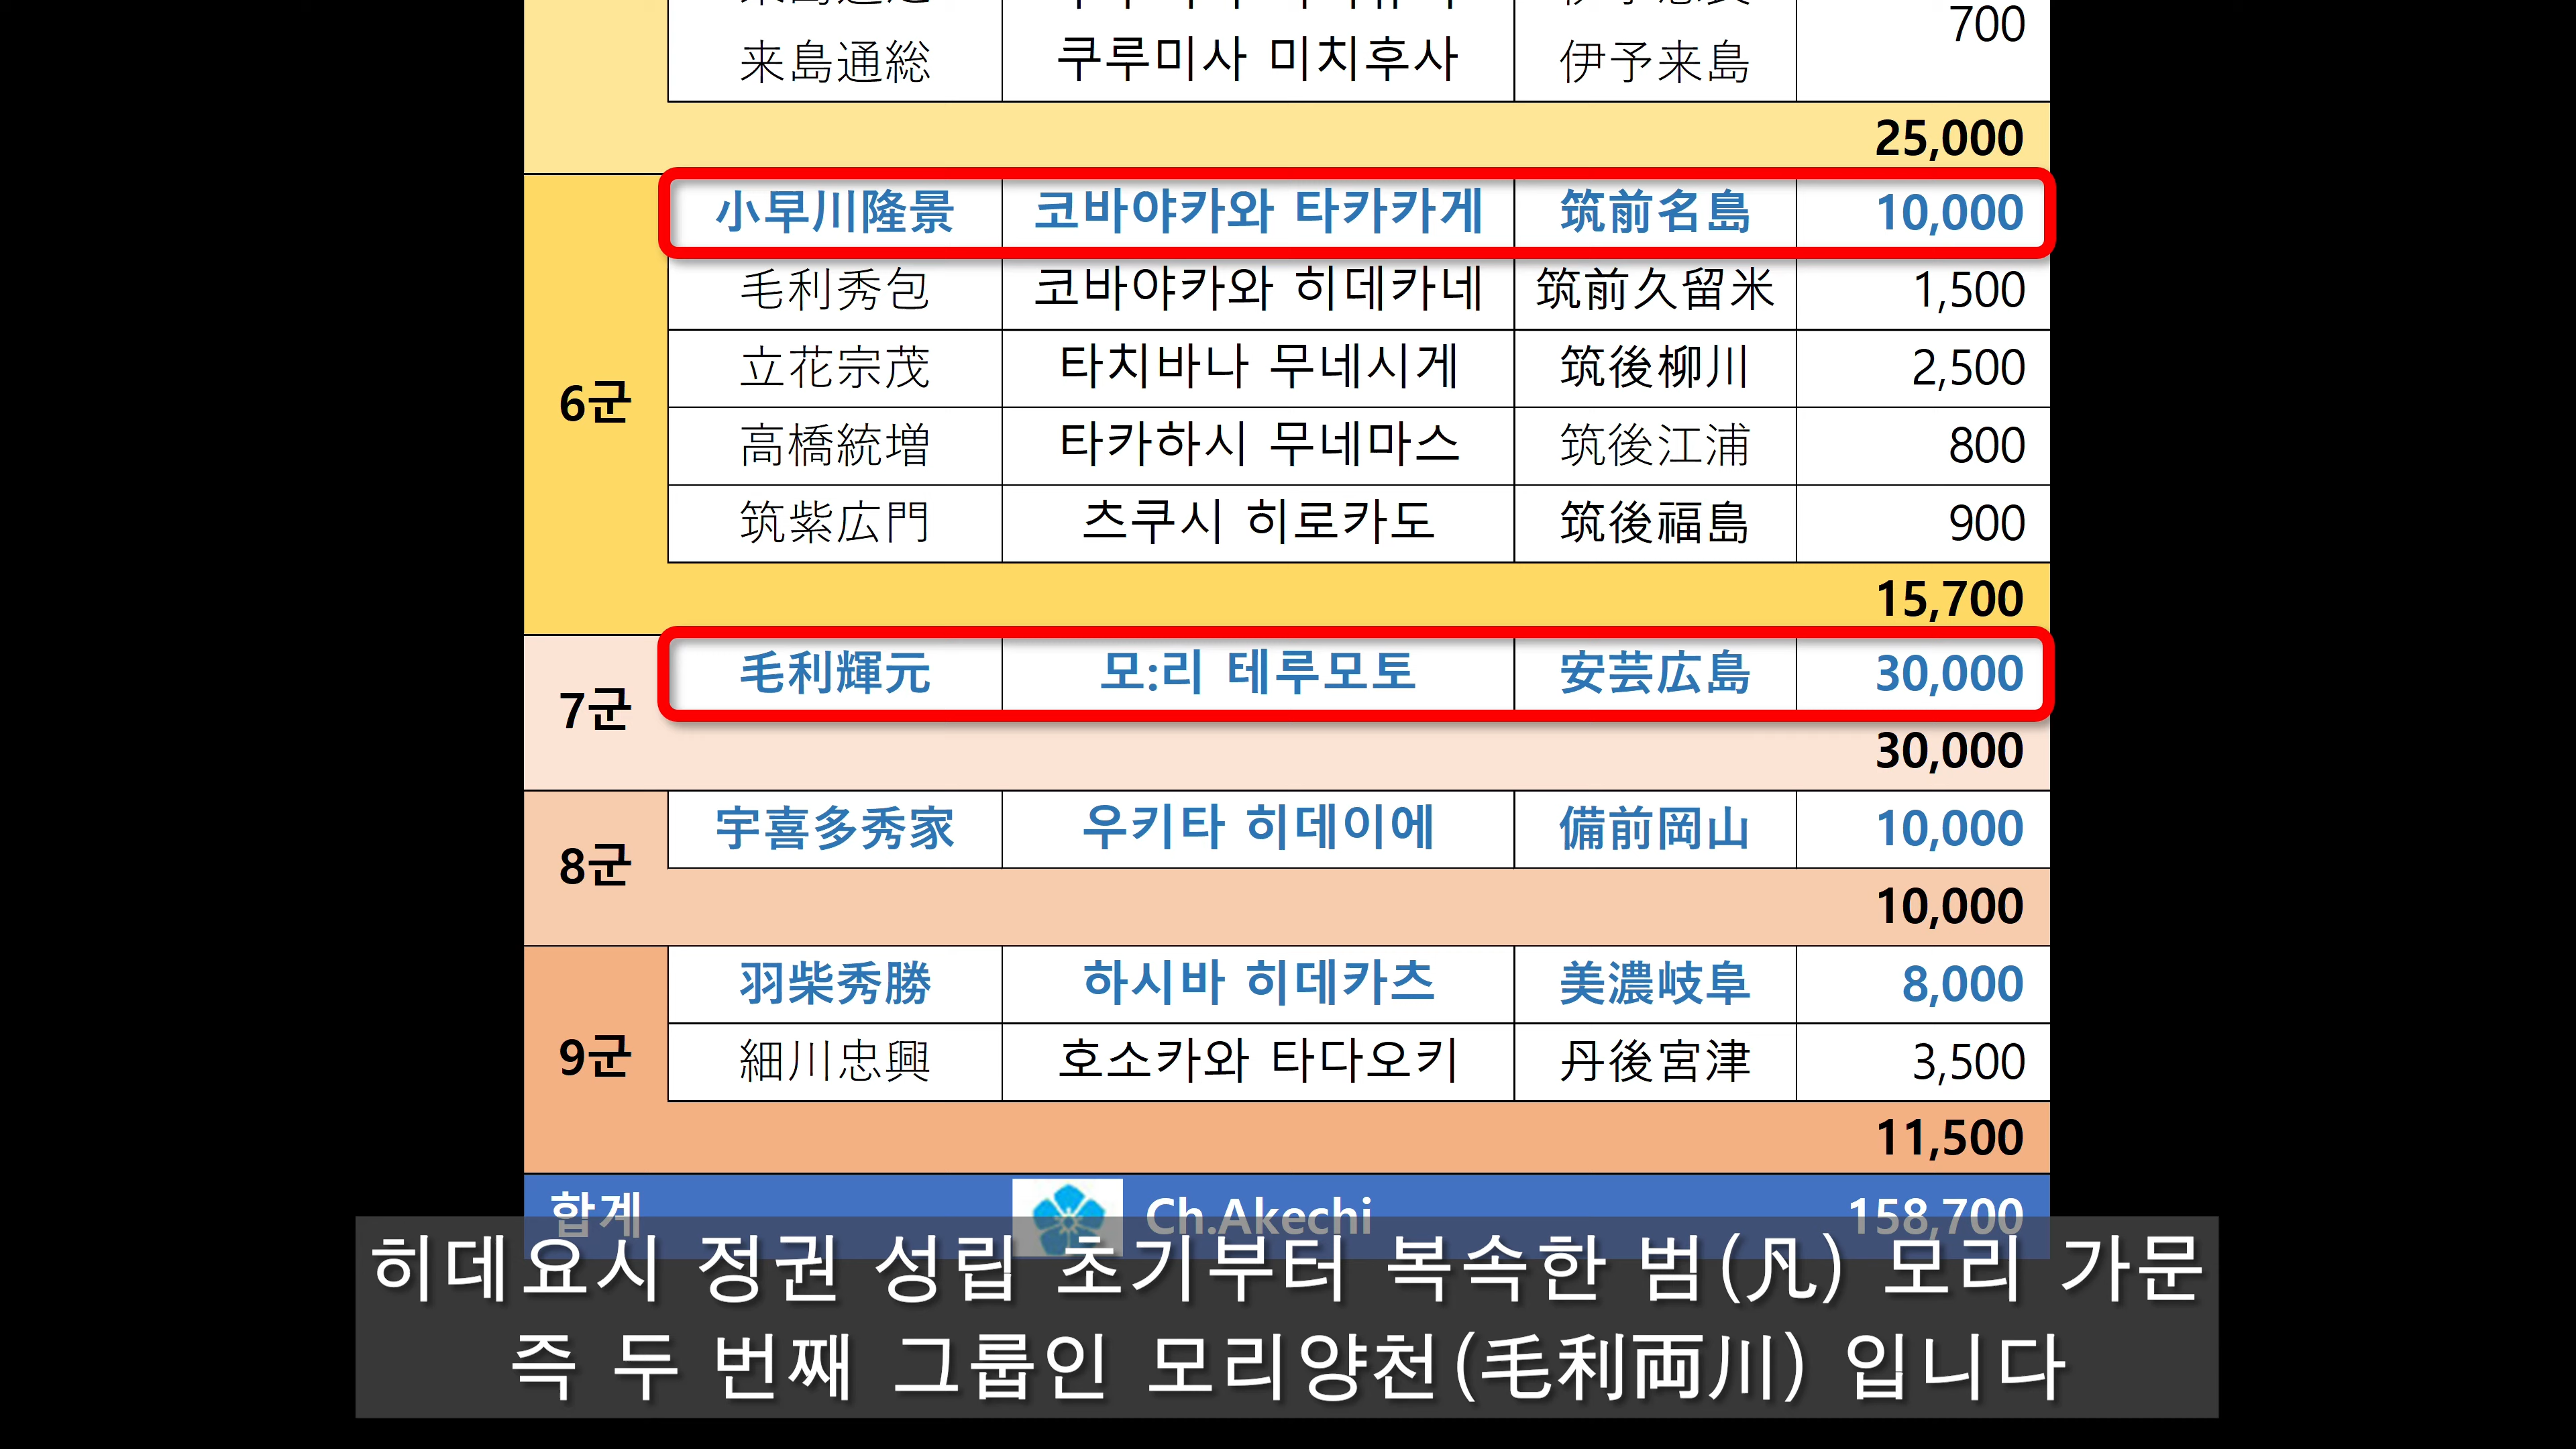 700
来島通総 쿠루미사 미치후사 伊予来島
25,000
6군
小早川隆景 코바야카와 타카카게 筑前名島 10,000
毛利秀包 코바야카와 히데카네 筑前久留米 1,500
立花宗茂 타치바나 무네시게 筑後柳川 2,500
高橋統増 타카하시 무네마스 筑後江浦 800
筑紫広門 츠쿠시 히로카도 筑後福島 900
15,700
7군
毛利輝元 모:리 테루모토 安芸広島 30,000
30,000
8군
宇喜多秀家 우키타 히데이에 備前岡山 10,000
10,000
9군
羽柴秀勝 하시바 히데카츠 美濃岐阜 8,000
細川忠興 호소카와 타다오키 丹後宮津 3,500
11,500
합계 Ch.Akechi 158,700
히데요시 정권 성립 초기부터 복속한 범(凡) 모리 가문
즉 두 번째 그룹인 모리양천(毛利両川) 입니다